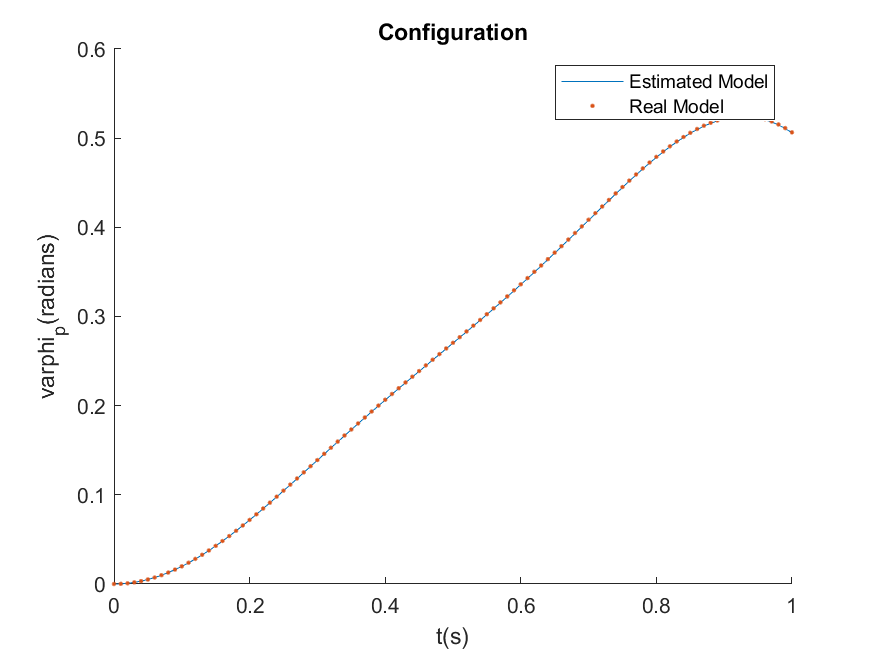 Configuration
0.6
0.5
0.4
0.3
0.2
0.1
0
varphi_p(radians)
Estimated Model
Real Model
0 0.2 0.4 0.6 0.8 1
t(s)